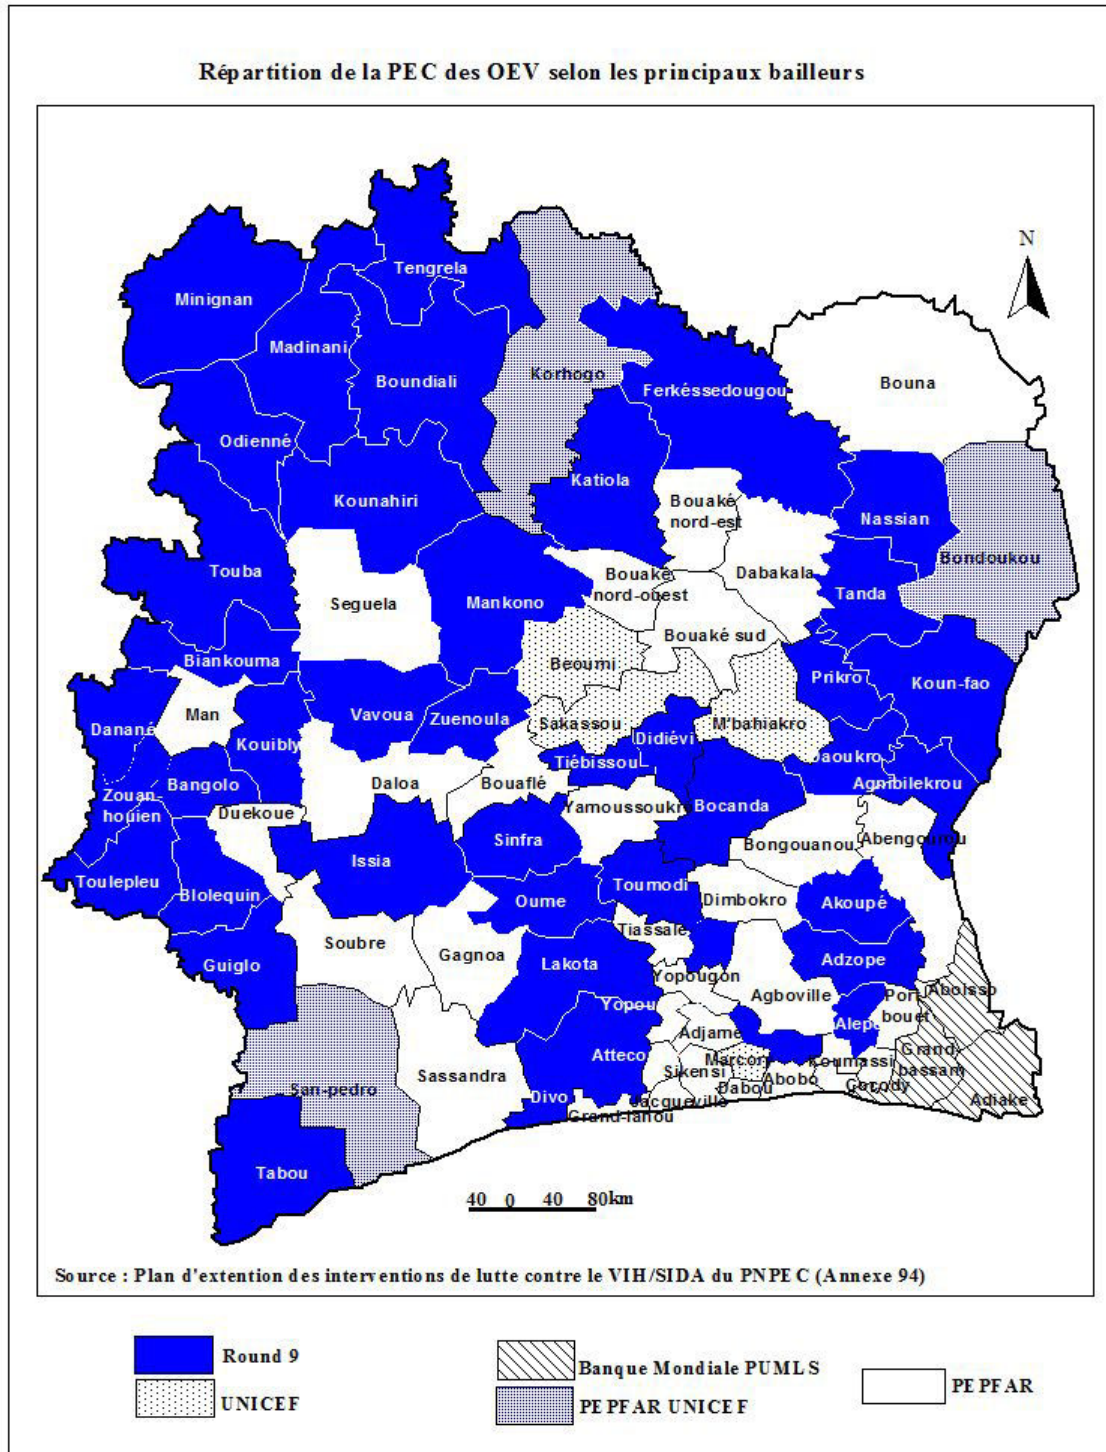 Répartition de la PEC des OEV selon les principaux bailleurs
N
Tengrela
Minignan
Madinani
Boundiali
Korhogo
Ferkéssedougou
Bouna
Odienné
Kounahiri
Katiola
Bouaké
nord-est
Nassian
Bondoukou
Touba
Seguela
Mankono
Bouaké
nord-ouest
Dabakala
Tanda
Bouaké sud
Biankouma
Beoumi
Prikro
Koun-fao
Man
Danané
Vavoua
Zuenoula
Sakassou
M'bahiakro
Kouibly
Didiévi
Tiébissou
Daoukro
Bangolo
Daloa
Bouaflé
Agnibilekrou
Zouan-
houien
Duekoue
Yamoussoukr
Bocanda
Sinfra
Bongouanou
Abengourou
Issia
Toulepleu
Blolequin
Oume
Toumodi
Dimbokro
Akoupé
Tiassale
Soubre
Gagnoa
Guiglo
Lakota
Adzope
Yopougon
Agboville
Port
bouet
Aboisso
Yopou
Adjame
Alepe
Atteco
Marcory
Koumassi
Grand-
bassam
San-pedro
Sassandra
Sikensi
Dabou
Abobo
Cocody
Divo
Jacqueville
Adiake
Grand-lahou
Tabou
40 0 40 80km
Source : Plan d'extention des interventions de lutte contre le VIH/SIDA du PNPEC (Annexe 94)
Round 9
Banque Mondiale PUMLS
PEPFAR
UNICEF
PEPFAR UNICEF